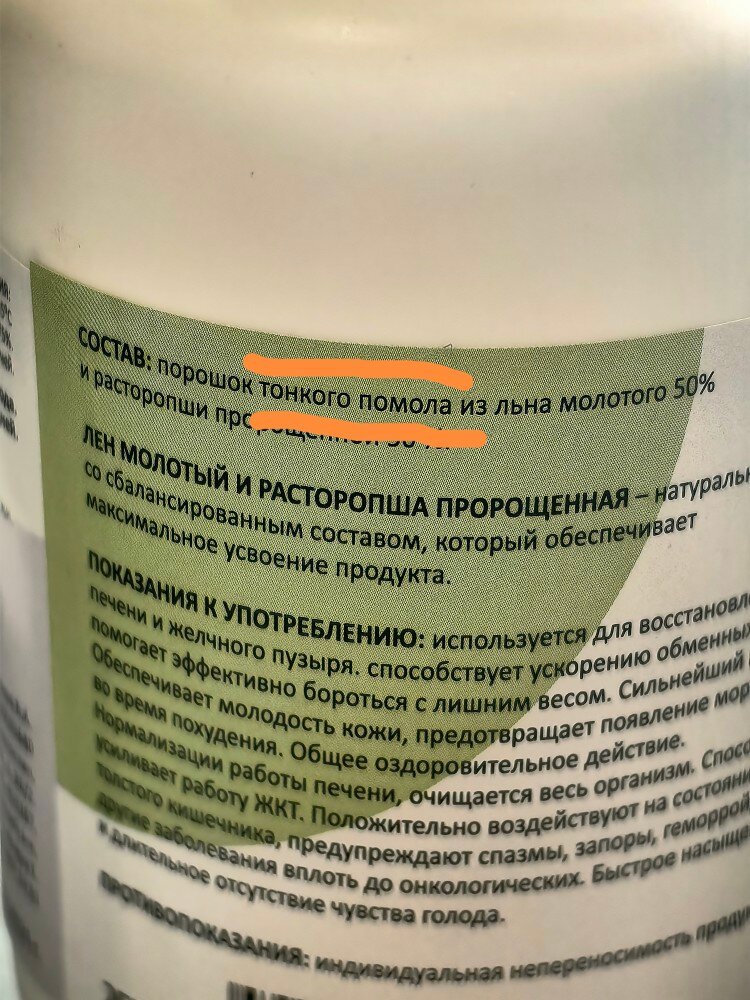 СОСТАВ: порошок тонкого помола из льна молотого 50%
и расторопши
ЛЕН МОЛОТЫЙ И РАСТОРОПША ПРОРОЩЕННАЯ – натуральн
со сбалансированным составом, который обеспечивает
максимальное усвоение продукта.
ПОКАЗАНИЯ К УПОТРЕБЛЕНИЮ: используется для восстановле
печени и желчного пузыря. способствует ускорению обменных
помогает эффективно бороться с лишним весом. Сильнейший
Обеспечивает молодость кожи, предотвращает появление мор
во время похудения. Общее оздоровительное действие.
Нормализации работы печени, очищается весь организм. Спосо
усиливает работу ЖКТ. Положительно воздействуют на состояни
толстого кишечника, предупреждают спазмы, запоры, геморрой
другие заболевания вплоть до онкологических. Быстрое насыще
и длительное отсутствие чувства голода.
ПРОТИВОПОКАЗАНИЯ: индивидуальная непереносимость проду